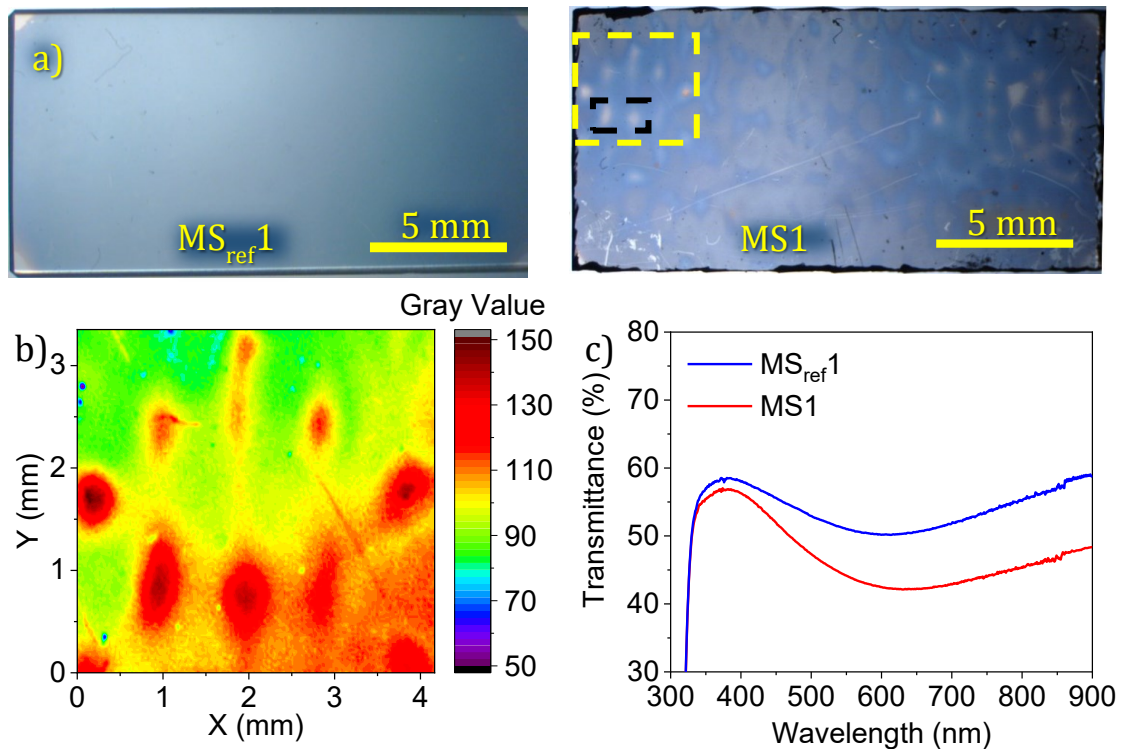 a)
MSref1
5 mm
MS1
5 mm
b)
Gray Value
150
130
110
90
70
50
3
2
1
0
Y (mm)
0 1 2 3 4
X (mm)
c)
MSref1
MS1
80
70
60
50
40
30
Transmittance (%)
300 400 500 600 700 800 900
Wavelength (nm)